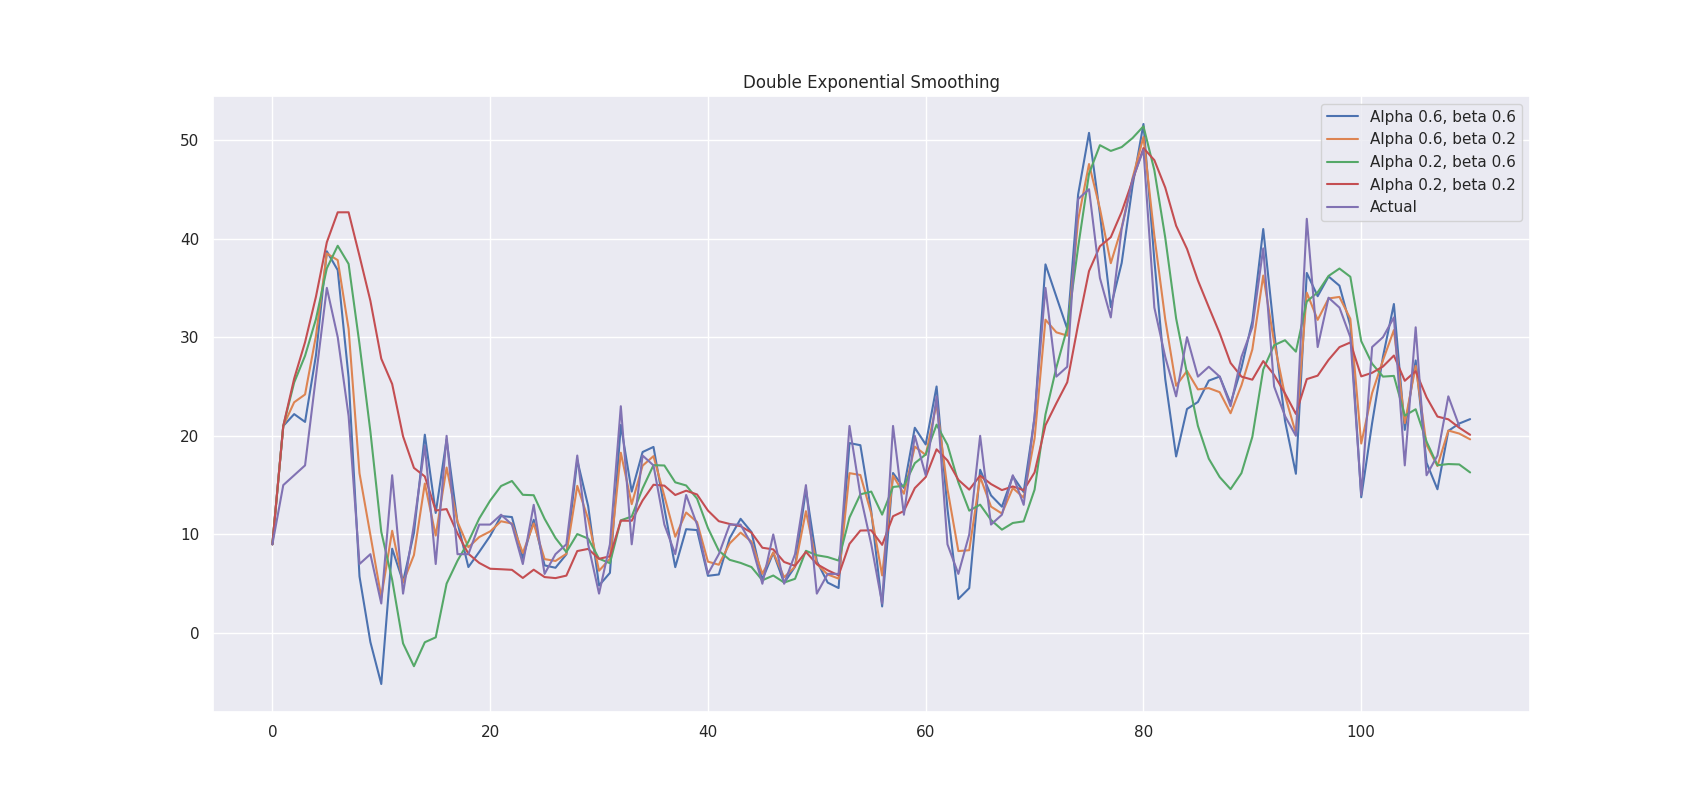 Double Exponential Smoothing
Alpha 0.6, beta 0.6
Alpha 0.6, beta 0.2
Alpha 0.2, beta 0.6
Alpha 0.2, beta 0.2
Actual
50
40
30
20
10
0
0 20 40 60 80 100